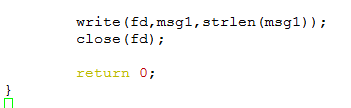 write(fd,msg1,strlen(msg1));
close(fd);
return 0;
}